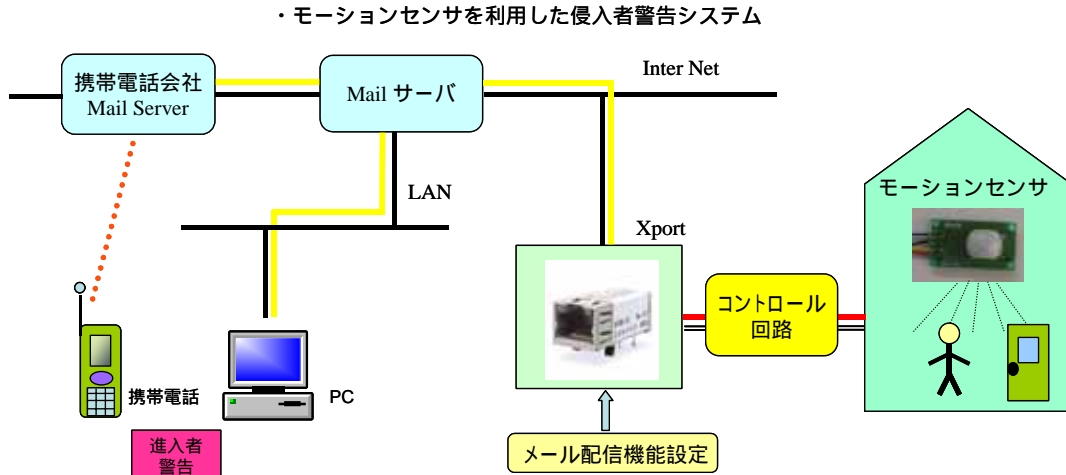 ・モーションセンサを利用した侵入者警告システム
携帯電話会社
Mail Server
Mail サーバ
Inter Net
LAN
Xport
モーションセンサ
コントロール
回路
携帯電話
PC
進入者
警告
メール配信機能設定